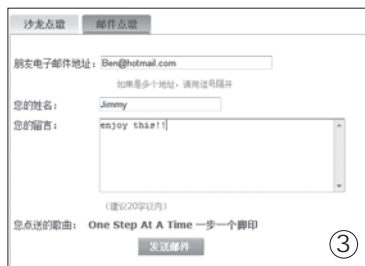 沙龙点歌 邮件点歌
朋友电子邮件地址： Ben@hotmail.com
如果是多个地址，请用逗号隔开
您的姓名： Jimmy
您的留言： enjoy this!!
（建议20字以内）
您点送的歌曲： One Step At A Time 一步一个脚印
发送邮件
③